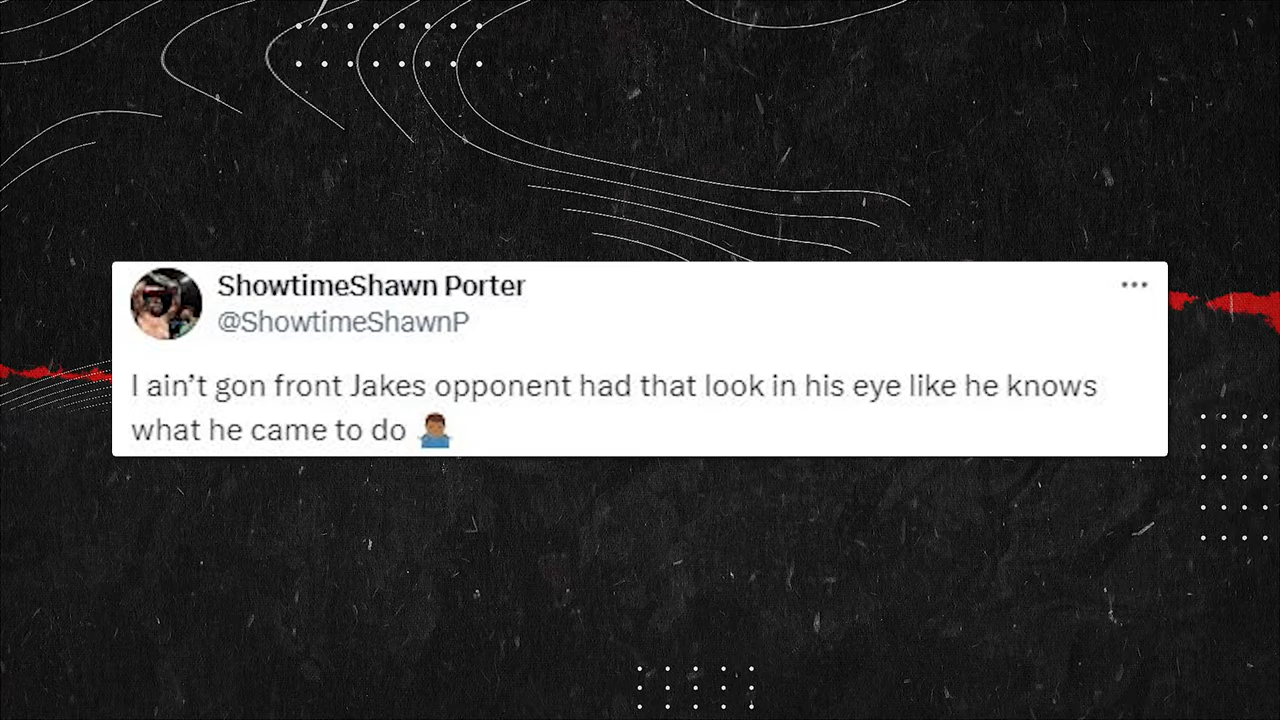 ShowtimeShawn Porter
@ShowtimeShawnP
I ain’t gon front Jakes opponent had that look in his eye like he knows
what he came to do 🤷🏾‍♂️